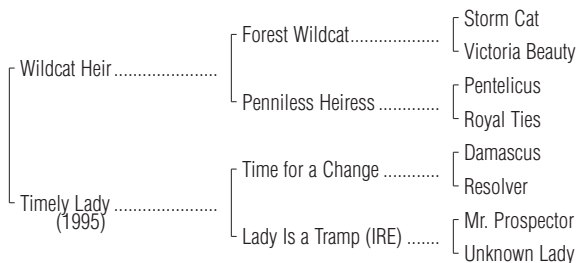 Storm Cat
Forest Wildcat...................
Victoria Beauty
Wildcat Heir......................
Pentelicus
Penniless Heiress .............
Royal Ties
Damascus
Time for a Change ............
Resolver
Timely Lady ......................
(1995)
Mr. Prospector
Lady Is a Tramp (IRE) .......
Unknown Lady